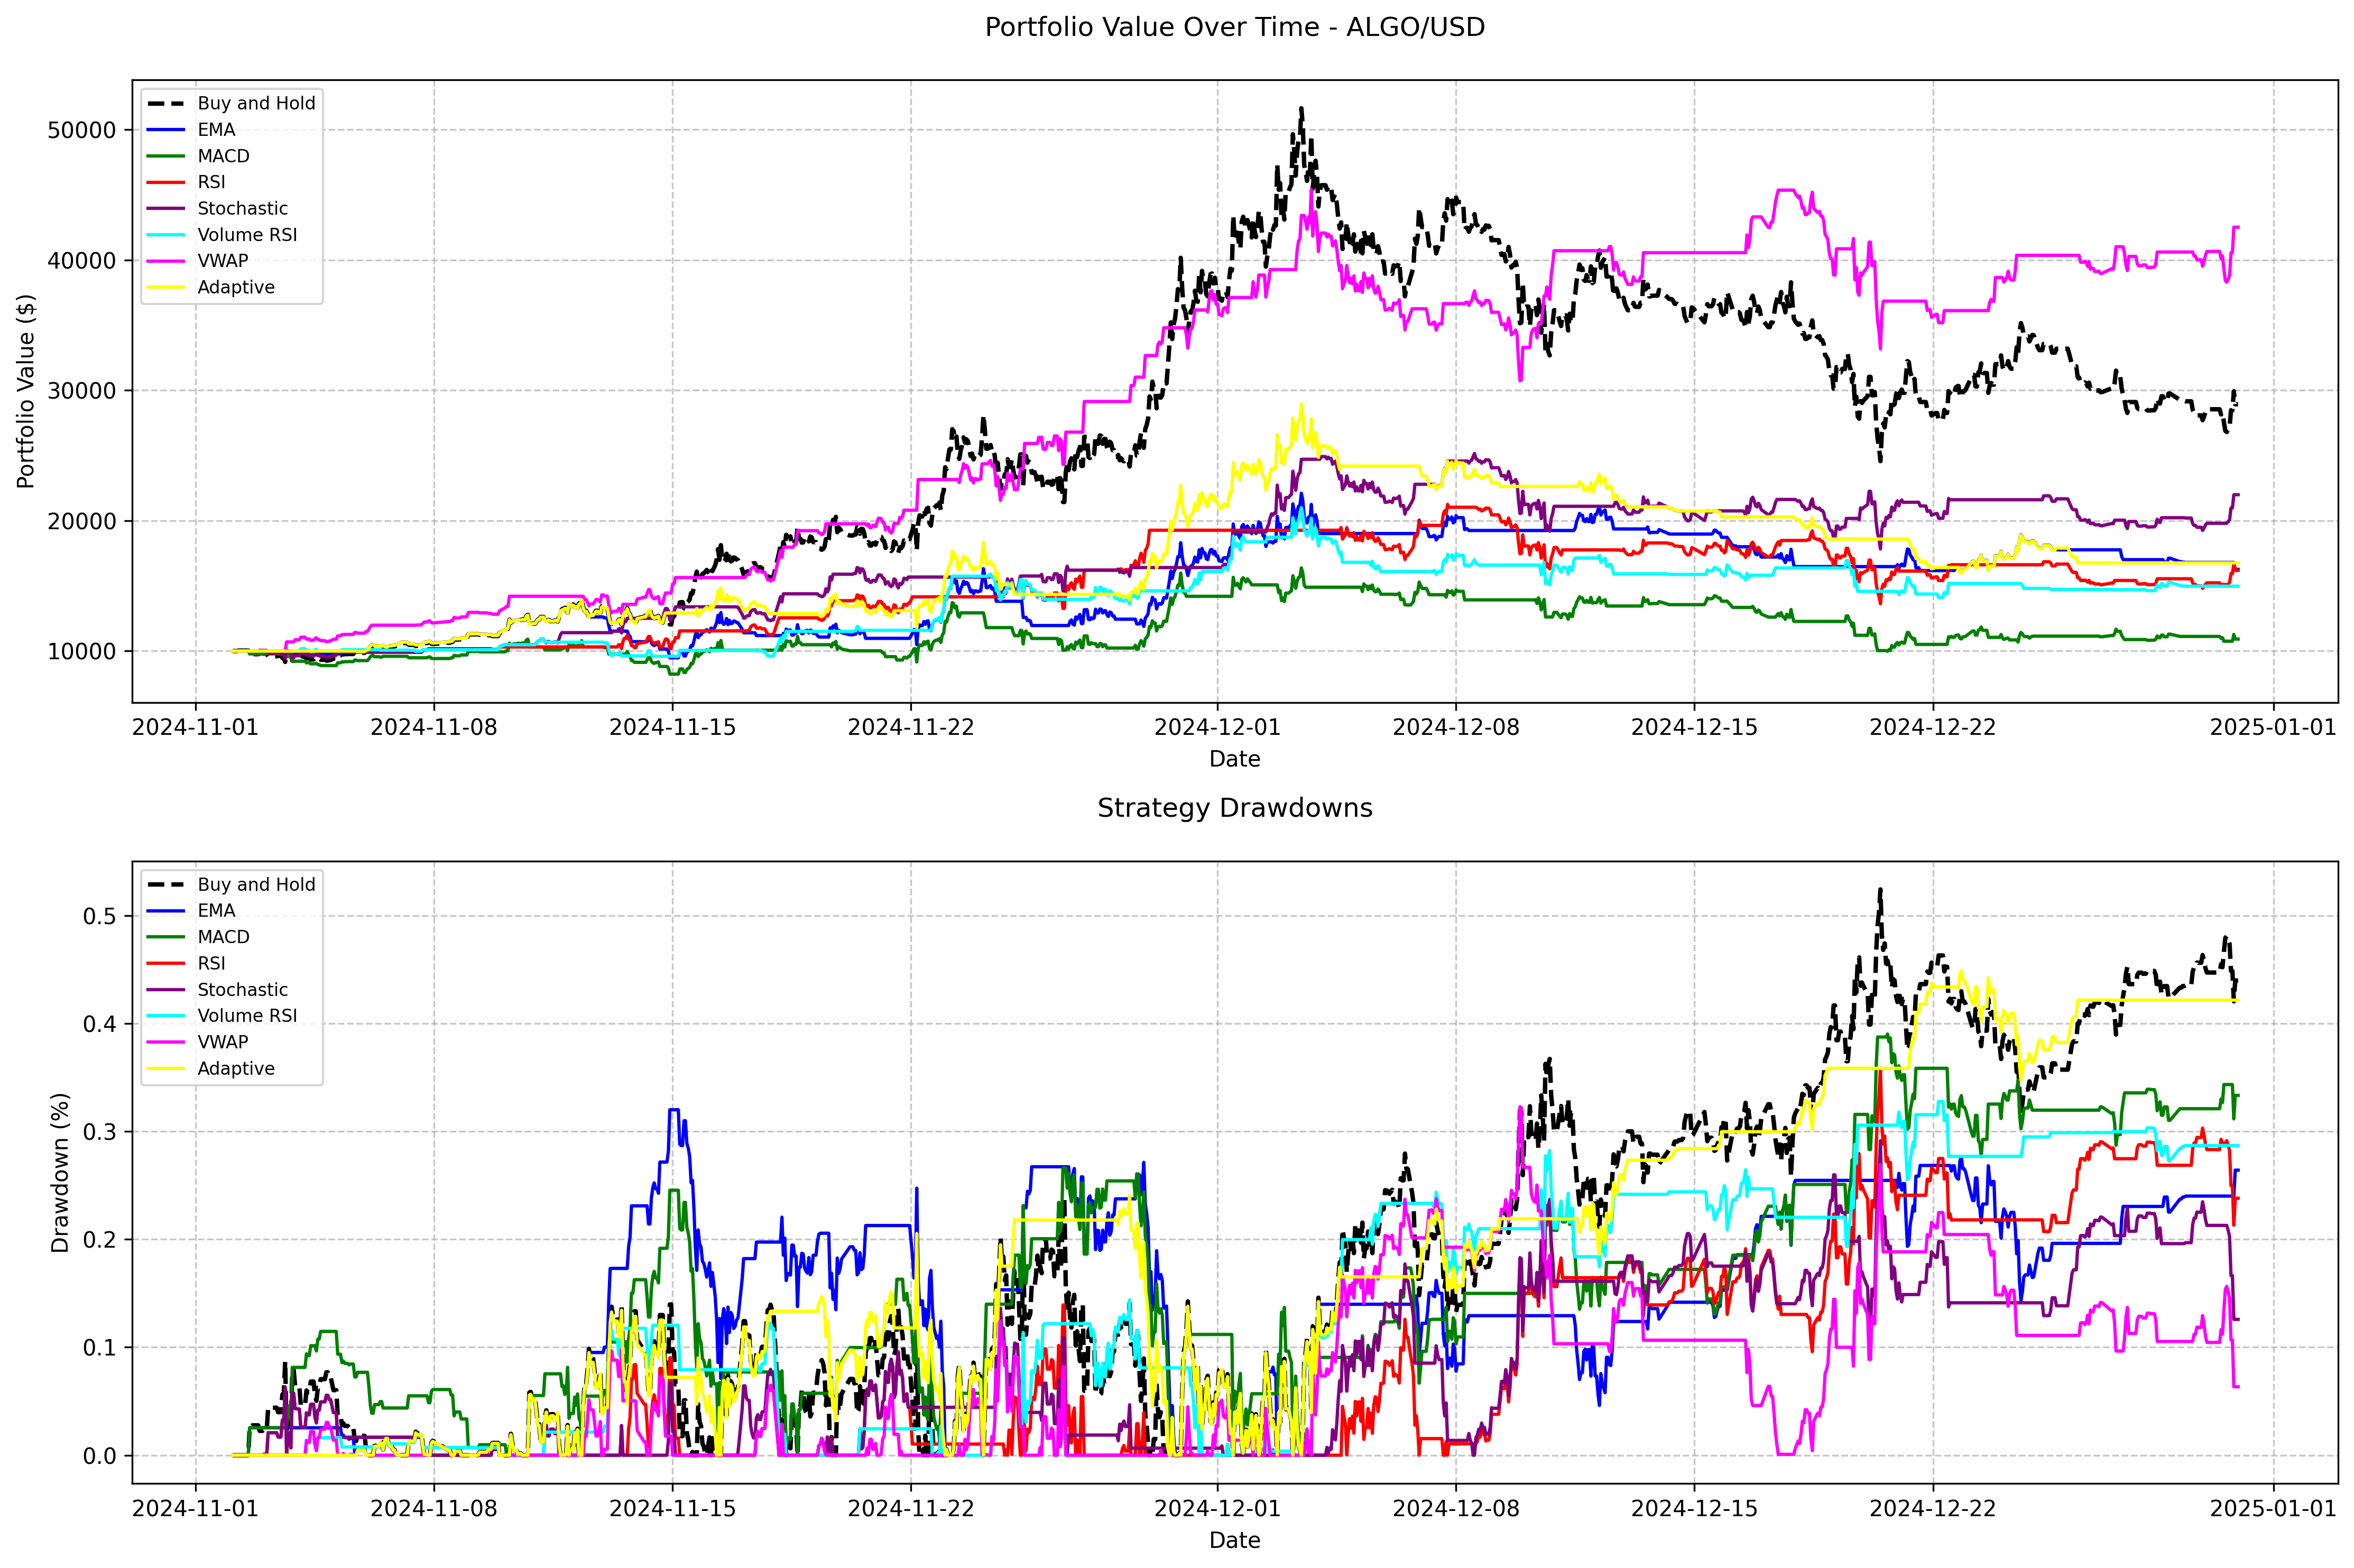 Portfolio Value Over Time - ALGO/USD
Portfolio Value ($)
50000
40000
30000
20000
10000
Buy and Hold
EMA
MACD
RSI
Stochastic
Volume RSI
VWAP
Adaptive
2024-11-01 2024-11-08 2024-11-15 2024-11-22 2024-12-01 2024-12-08 2024-12-15 2024-12-22 2025-01-01
Date
Strategy Drawdowns
Drawdown (%)
0.5
0.4
0.3
0.2
0.1
0.0
Buy and Hold
EMA
MACD
RSI
Stochastic
Volume RSI
VWAP
Adaptive
2024-11-01 2024-11-08 2024-11-15 2024-11-22 2024-12-01 2024-12-08 2024-12-15 2024-12-22 2025-01-01
Date